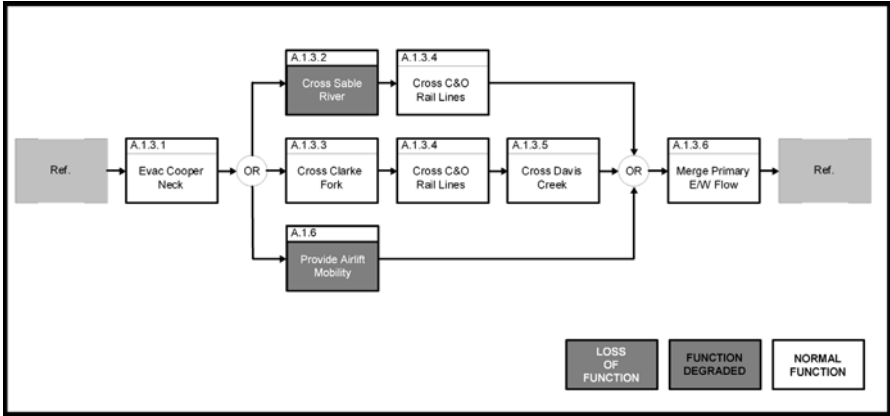 A.1.3.2
Cross Sable
River
A.1.3.4
Cross C&O
Rail Lines
Ref.
A.1.3.1
Evac Cooper
Neck
OR
A.1.3.3
Cross Clarke
Fork
A.1.3.4
Cross C&O
Rail Lines
A.1.3.5
Cross Davis
Creek
OR
A.1.3.6
Merge Primary
E/W Flow
Ref.
A.1.6
Provide Airlift
Mobility
LOSS
OF
FUNCTION
FUNCTION
DEGRADED
NORMAL
FUNCTION